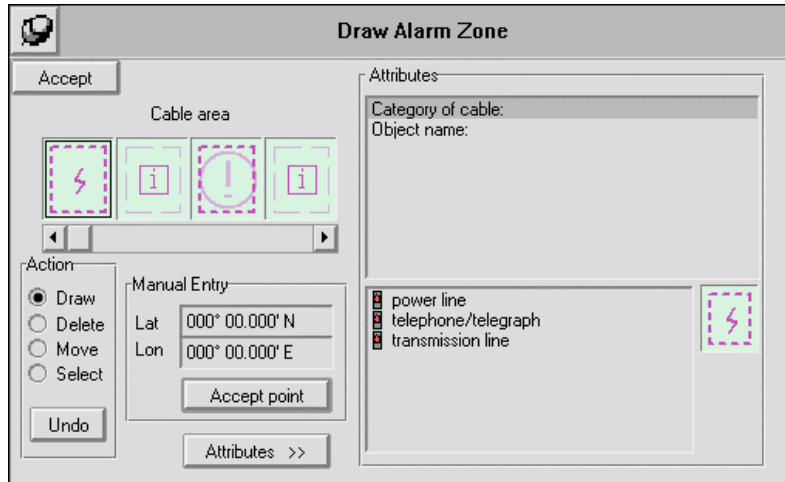 Draw Alarm Zone
Accept
Cable area
i
i
Action
Draw
Delete
Move
Select
Undo
Manual Entry
Lat 000° 00.000' N
Lon 000° 00.000' E
Accept point
Attributes >>
Attributes
Category of cable:
Object name:
power line
telephone/telegraph
transmission line